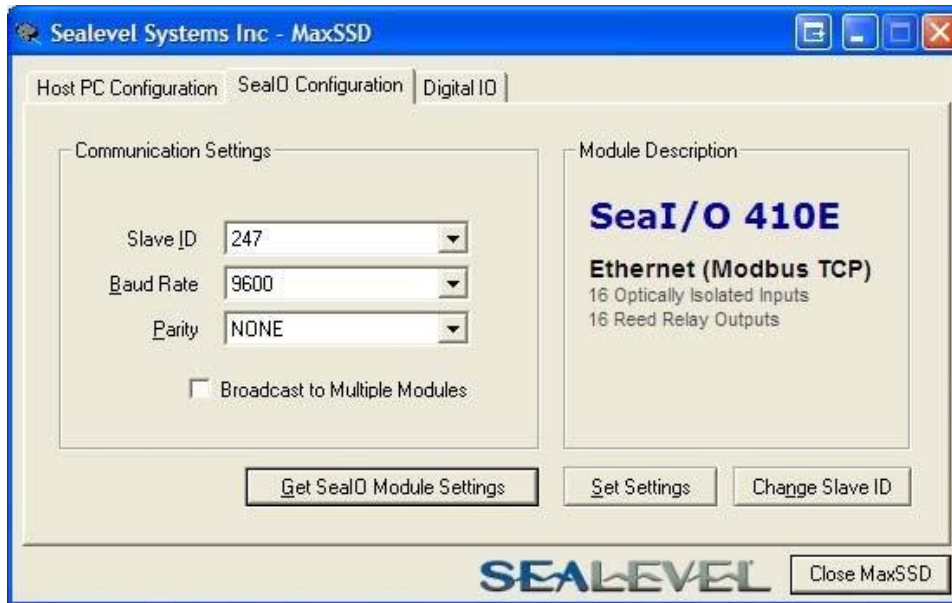 Sealevel Systems Inc - MaxSSD
Host PC Configuration
SeaIO Configuration
Digital IO
Communication Settings
Slave ID
247
Baud Rate
9600
Parity
NONE
Broadcast to Multiple Modules
Module Description
SeaI/O 410E
Ethernet (Modbus TCP)
16 Optically Isolated Inputs
16 Reed Relay Outputs
Get SeaIO Module Settings
Set Settings
Change Slave ID
SEALEVEL
Close MaxSSD